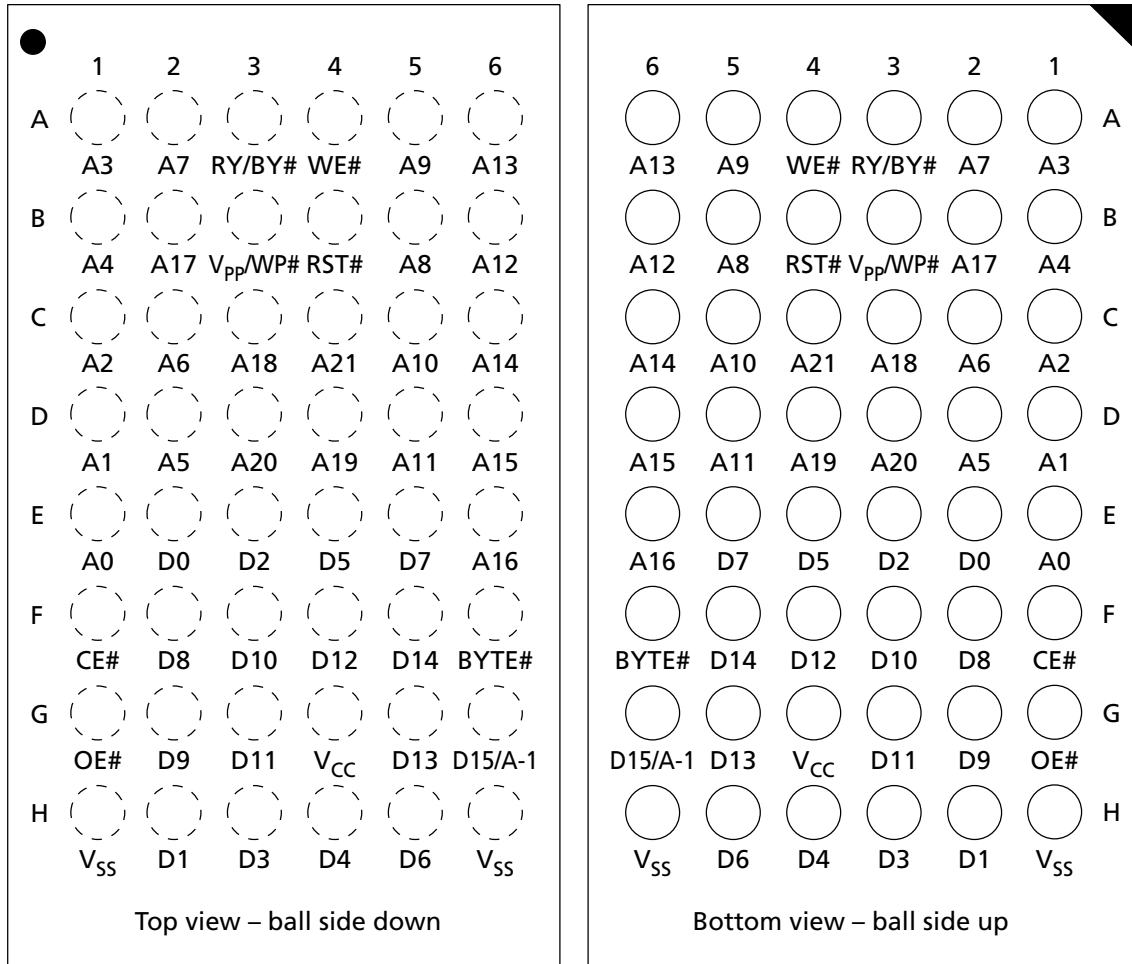 1 2 3 4 5 6
A
A3 A7 RY/BY# WE# A9 A13
B
A4 A17 VPP/WP# RST# A8 A12
C
A2 A6 A18 A21 A10 A14
D
A1 A5 A20 A19 A11 A15
E
A0 D0 D2 D5 D7 A16
F
CE# D8 D10 D12 D14 BYTE#
G
OE# D9 D11 VCC D13 D15/A-1
H
VSS D1 D3 D4 D6 VSS
Top view – ball side down
6 5 4 3 2 1
A
A13 A9 WE# RY/BY# A7 A3
B
A12 A8 RST# VPP/WP# A17 A4
C
A14 A10 A21 A18 A6 A2
D
A15 A11 A19 A20 A5 A1
E
A16 D7 D5 D2 D0 A0
F
BYTE# D14 D12 D10 D8 CE#
G
D15/A-1 D13 VCC D11 D9 OE#
H
VSS D6 D4 D3 D1 VSS
Bottom view – ball side up